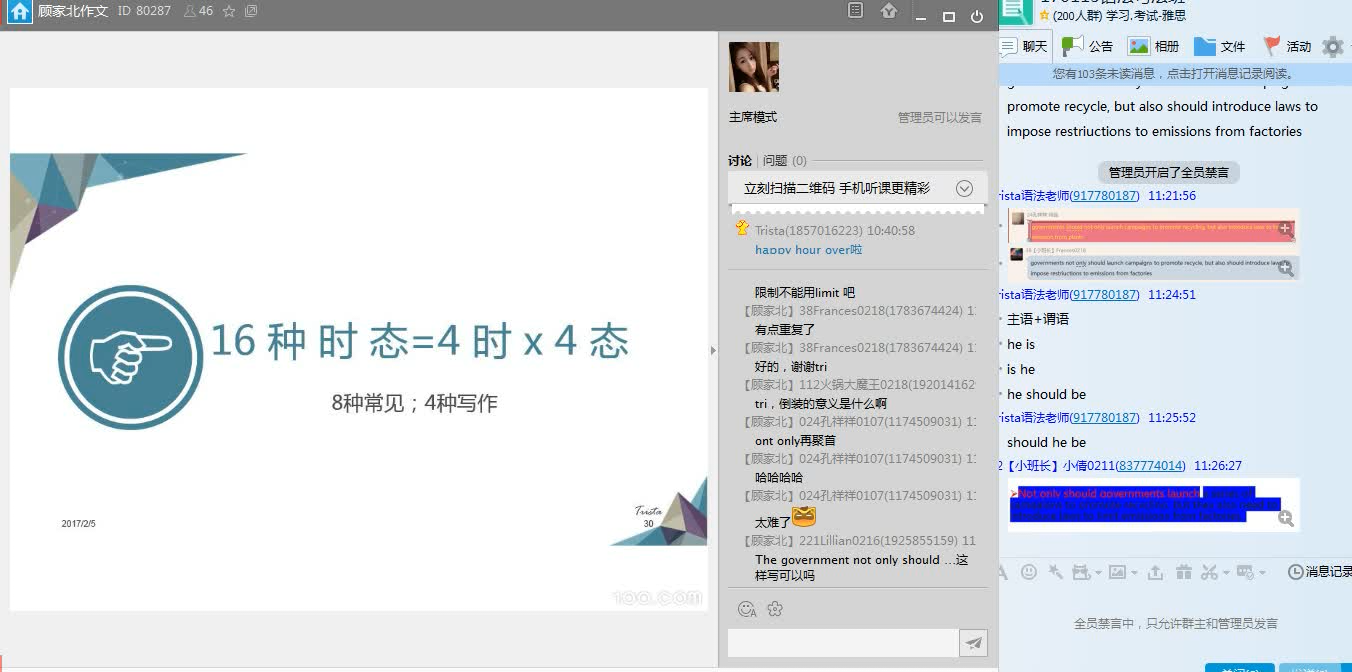 顾家北作文 ID 80287 46
16 种 时 态=4 时 x 4 态
8种常见；4种写作
2017/2/5
Trista
30
100.com
主席模式 管理员可以发言
讨论 问题 (0)
立刻扫描二维码 手机听课更精彩
Trista(1857016223) 10:40:58
happy hour over啦
限制不能用limit 吧
【顾家北】38Frances0218(1783674424) 1
有点重复了
【顾家北】38Frances0218(1783674424) 1
好的，谢谢tri
【顾家北】112火锅大魔王0218(192014162
tri，倒装的意义是什么啊
【顾家北】024孔祥祥0107(1174509031) 1
ont only再聚首
【顾家北】024孔祥祥0107(1174509031) 1
哈哈哈哈
【顾家北】024孔祥祥0107(1174509031) 1
太雅了
【顾家北】221Lillian0216(1925855159) 11
The government not only should …这
样写可以吗
(200人群) 学习.考试-雅思
聊天 公告 相册 文件 活动
您有103条未读消息，点击打开消息记录阅读。
promote recycle, but also should introduce laws to
impose restriuctions to emissions from factories
管理员开启了全员禁言
rista语法老师(917780187) 11:21:56
governments should not only launch campaigns to promote recycling, but also introduce laws to
emission from plants
governments not only should launch campaigns to promote recycle, but also should introduce laws to
impose restriuctions to emissions from factories
rista语法老师(917780187) 11:24:51
主语+谓语
he is
is he
he should be
rista语法老师(917780187) 11:25:52
should he be
2【小班长】小倩0211(837774014) 11:26:27
Not only should governments launch
消息记录
全员禁言中，只允许群主和管理员发言